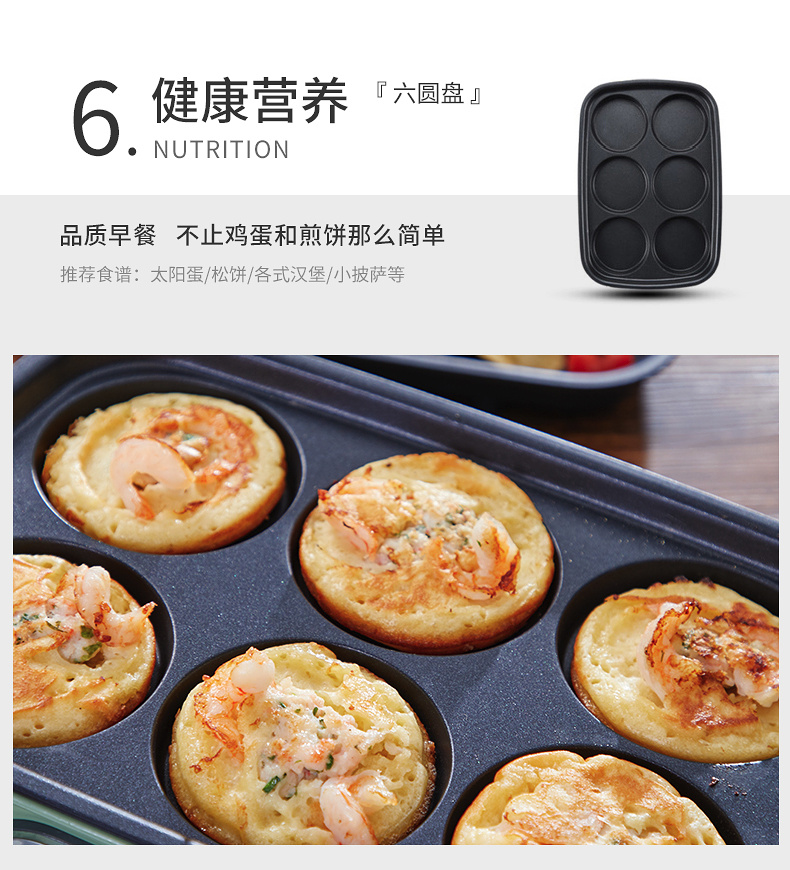 6. 健康营养 『 六圆盘 』
NUTRITION
品质早餐 不止鸡蛋和煎饼那么简单
推荐食谱：太阳蛋/松饼/各式汉堡/小披萨等